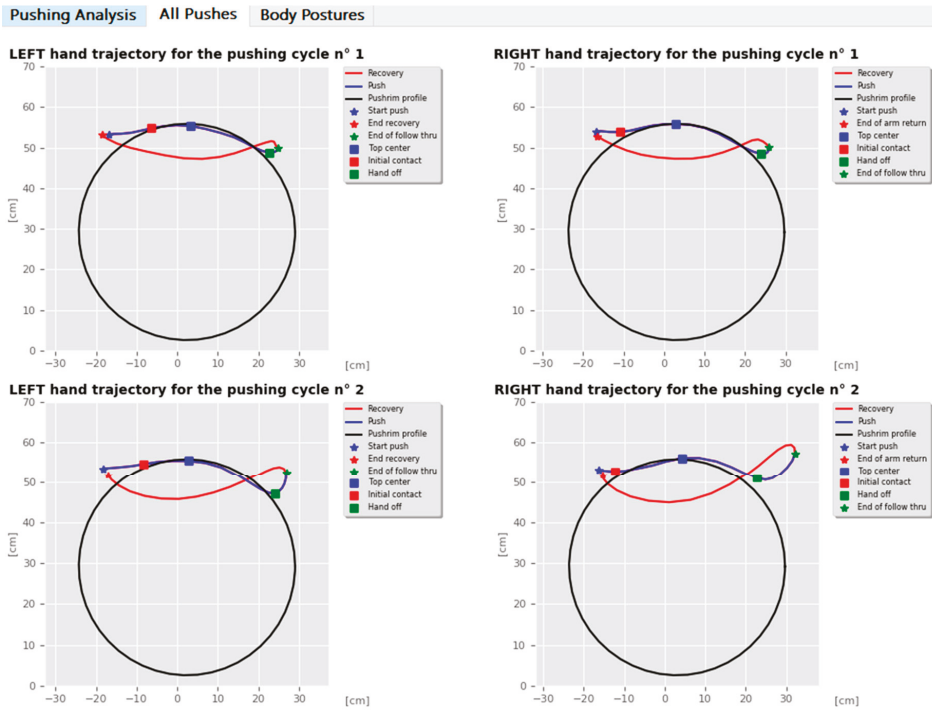 Pushing Analysis All Pushes Body Postures
LEFT hand trajectory for the pushing cycle n° 1
70
60
50
40
30
20
10
0
[cm]
−30 −20 −10 0 10 20 30 [cm]
Recovery
Push
Pushrim profile
Start push
End recovery
End of follow thru
Top center
Initial contact
Hand off
RIGHT hand trajectory for the pushing cycle n° 1
70
60
50
40
30
20
10
0
[cm]
−30 −20 −10 0 10 20 30 [cm]
Recovery
Push
Pushrim profile
Start push
End of arm return
Top center
Initial contact
Hand off
End of follow thru
LEFT hand trajectory for the pushing cycle n° 2
70
60
50
40
30
20
10
0
[cm]
−30 −20 −10 0 10 20 30 [cm]
Recovery
Push
Pushrim profile
Start push
End recovery
End of follow thru
Top center
Initial contact
Hand off
RIGHT hand trajectory for the pushing cycle n° 2
70
60
50
40
30
20
10
0
[cm]
−30 −20 −10 0 10 20 30 [cm]
Recovery
Push
Pushrim profile
Start push
End of arm return
Top center
Initial contact
Hand off
End of follow thru